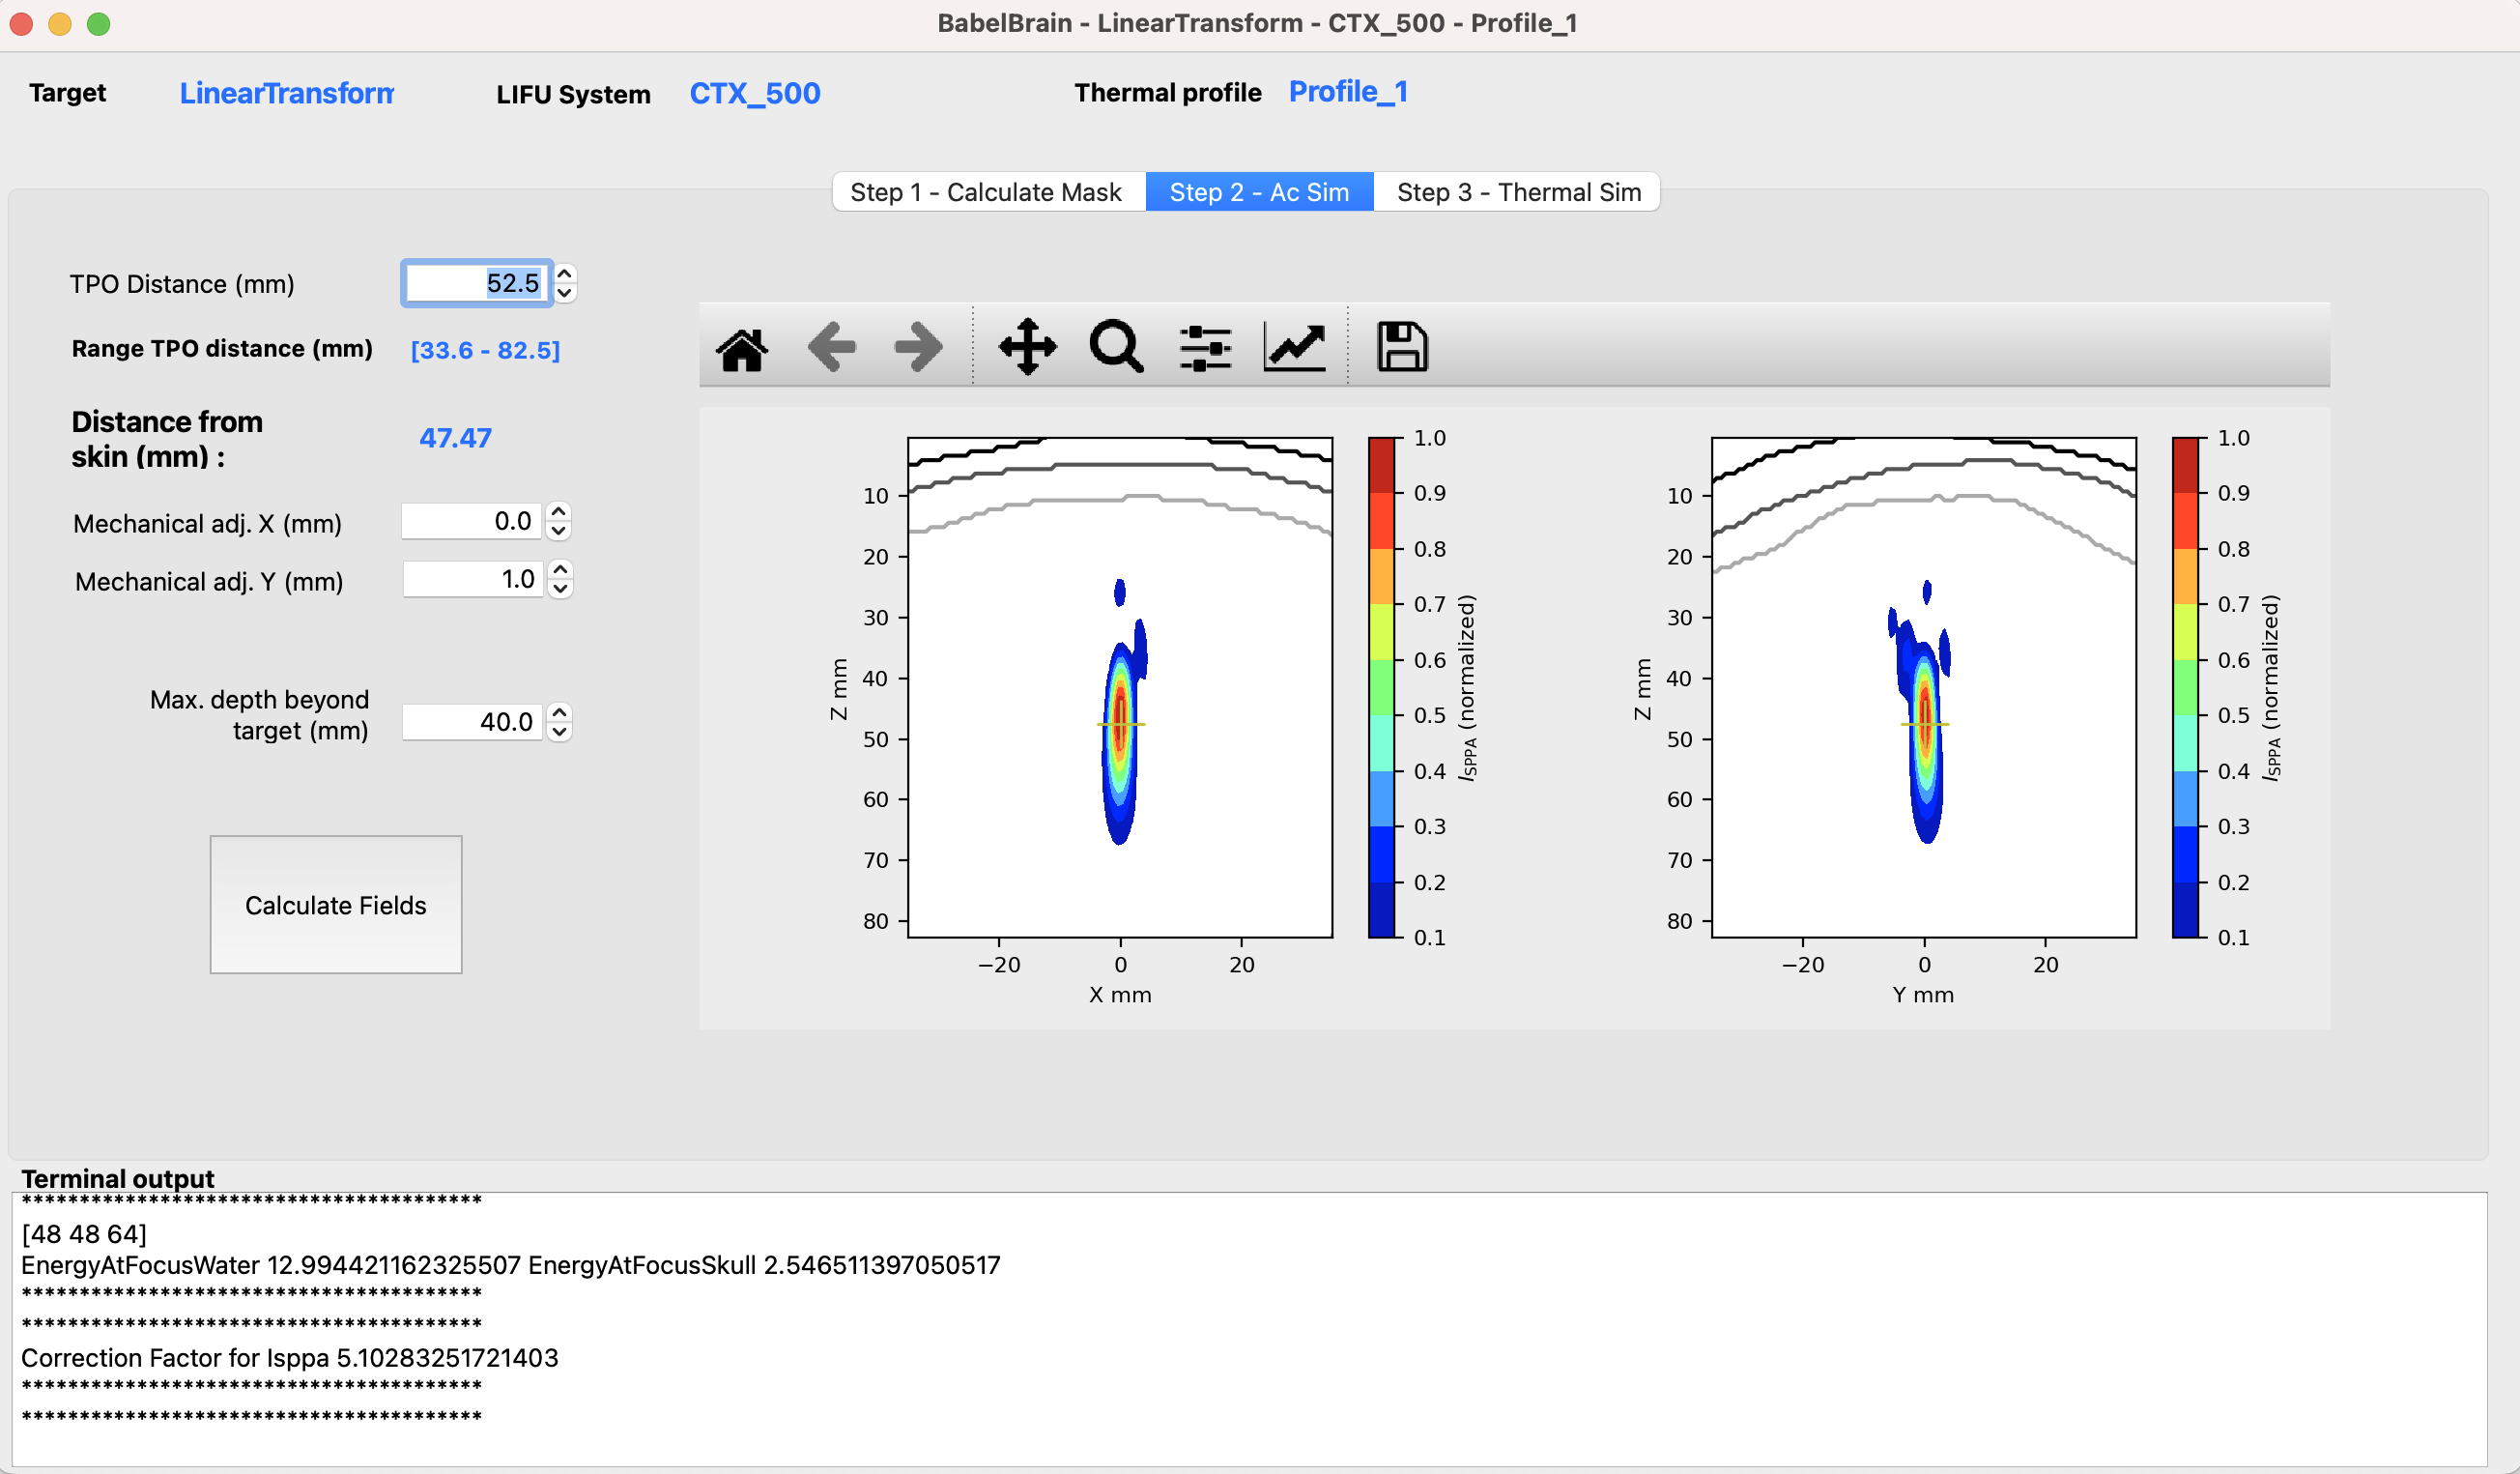 BabelBrain - LinearTransform - CTX_500 - Profile_1
Target LinearTransform LIFU System CTX_500 Thermal profile Profile_1
Step 1 - Calculate Mask Step 2 - Ac Sim Step 3 - Thermal Sim
TPO Distance (mm) 52.5
Range TPO distance (mm) [33.6 - 82.5]
Distance from
skin (mm) : 47.47
Mechanical adj. X (mm) 0.0
Mechanical adj. Y (mm) 1.0
Max. depth beyond
target (mm) 40.0
Calculate Fields
Z mm
10
20
30
40
50
60
70
80
−20 0 20
X mm
1.0
0.9
0.8
0.7
0.6
0.5
0.4
0.3
0.2
0.1
ISPPA (normalized)
Z mm
10
20
30
40
50
60
70
80
−20 0 20
Y mm
1.0
0.9
0.8
0.7
0.6
0.5
0.4
0.3
0.2
0.1
ISPPA (normalized)
Terminal output
****************************************
[48 48 64]
EnergyAtFocusWater 12.994421162325507 EnergyAtFocusSkull 2.546511397050517
****************************************
****************************************
Correction Factor for Isppa 5.10283251721403
****************************************
****************************************